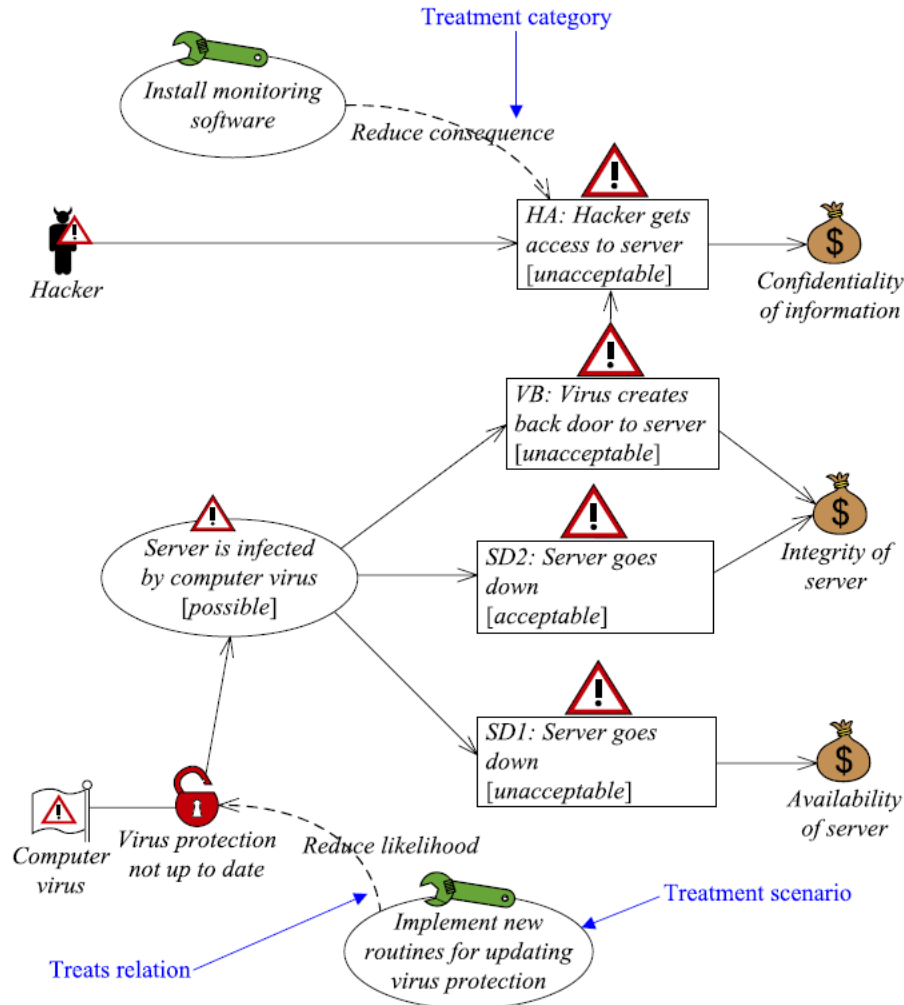 Treatment category
Install monitoring
software
Reduce consequence
!
HA: Hacker gets
access to server
[unacceptable]
!
Hacker
$
Confidentiality
of information
!
VB: Virus creates
back door to server
[unacceptable]
!
Server is infected
by computer virus
[possible]
!
SD2: Server goes
down
[acceptable]
$
Integrity of
server
!
SD1: Server goes
down
[unacceptable]
$
Availability
of server
!
Computer
virus
Virus protection
not up to date
Reduce likelihood
Treatment scenario
Implement new
routines for updating
virus protection
Treats relation